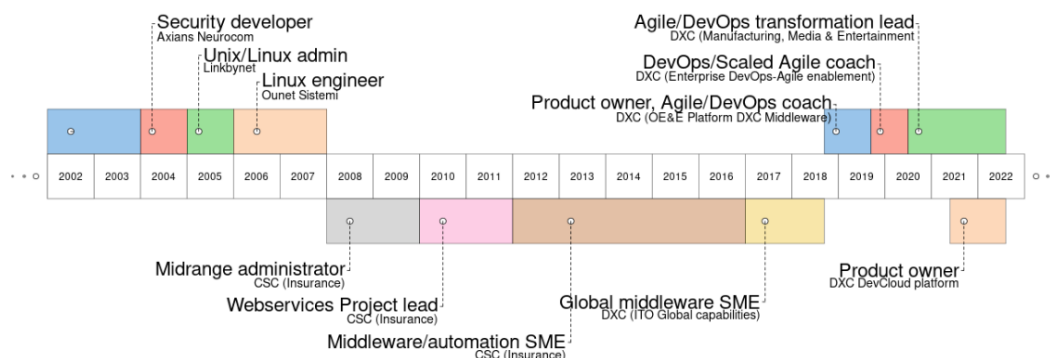 Security developer
Axians Neurocom
Unix/Linux admin
Linkbynet
Linux engineer
Ounet Sistemi
Agile/DevOps transformation lead
DXC (Manufacturing, Media & Entertainment
DevOps/Scaled Agile coach
DXC (Enterprise DevOps-Agile enablement)
Product owner, Agile/DevOps coach
DXC (OE&E Platform DXC Middleware)
2002 2003 2004 2005 2006 2007 2008 2009 2010 2011 2012 2013 2014 2015 2016 2017 2018 2019 2020 2021 2022
Midrange administrator
CSC (Insurance)
Webservices Project lead
CSC (Insurance)
Middleware/automation SME
CSC (Insurance)
Global middleware SME
DXC (ITO Global capabilities)
Product owner
DXC DevCloud platform